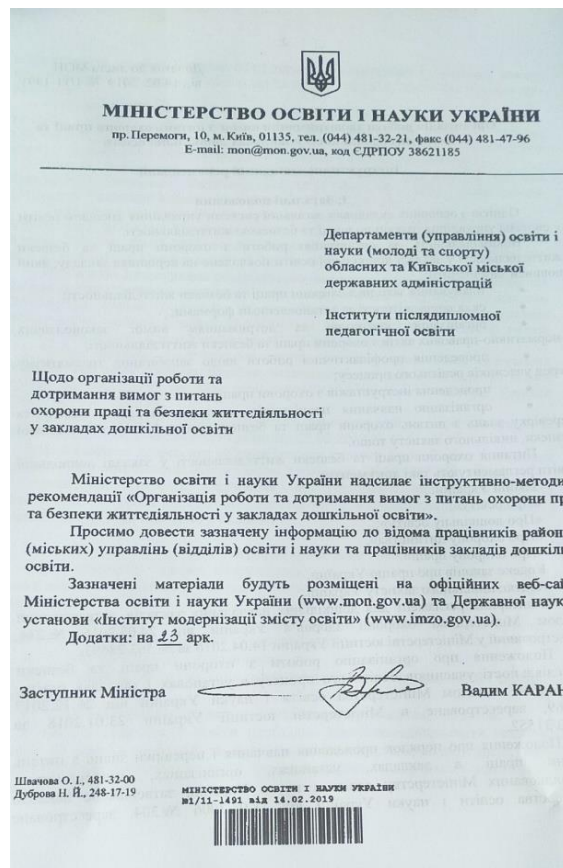 МІНІСТЕРСТВО ОСВІТИ І НАУКИ УКРАЇНИ
пр. Перемоги, 10, м. Київ, 01135, тел. (044) 481-32-21, факс (044) 481-47-96
E-mail: mon@mon.gov.ua, код ЄДРПОУ 38621185
Департаменти (управління) освіти і
науки (молоді та спорту)
обласних та Київської міської
державних адміністрацій
Інститути післядипломної
педагогічної освіти
Щодо організації роботи та
дотримання вимог з питань
охорони праці та безпеки життєдіяльності
у закладах дошкільної освіти
Міністерство освіти і науки України надсилає інструктивно-методи
рекомендації «Організація роботи та дотримання вимог з питань охорони пр
та безпеки життєдіяльності у закладах дошкільної освіти».
Просимо довести зазначену інформацію до відома працівників район
(міських) управлінь (відділів) освіти і науки та працівників закладів дошкіль
освіти.
Зазначені матеріали будуть розміщені на офіційних веб-сай
Міністерства освіти і науки України (www.mon.gov.ua) та Державної наук
установи «Інститут модернізації змісту освіти» (www.imzo.gov.ua).
Додатки: на 23 арк.
Заступник Міністра Вадим КАРАН
Швачова О. І., 481-32-00
Дуброва Н. Й., 248-17-19
МІНІСТЕРСТВО ОСВІТИ І НАУКИ УКРАЇНИ
№1/11-1491 від 14.02.2019